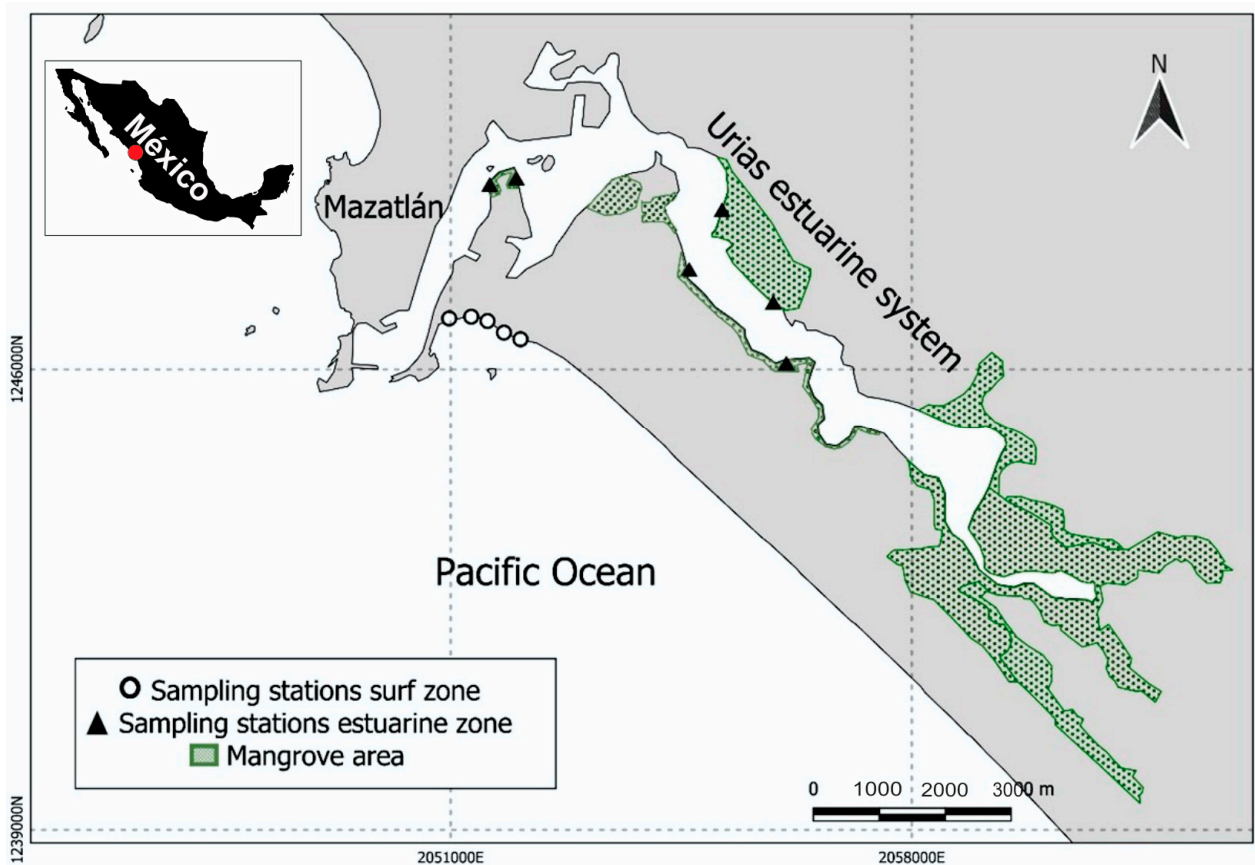 N
México
Urias estuarine system
Mazatlán
1246000N
Pacific Ocean
Sampling stations surf zone
Sampling stations estuarine zone
Mangrove area
0 1000 2000 3000 m
1239000N
2051000E
2058000E